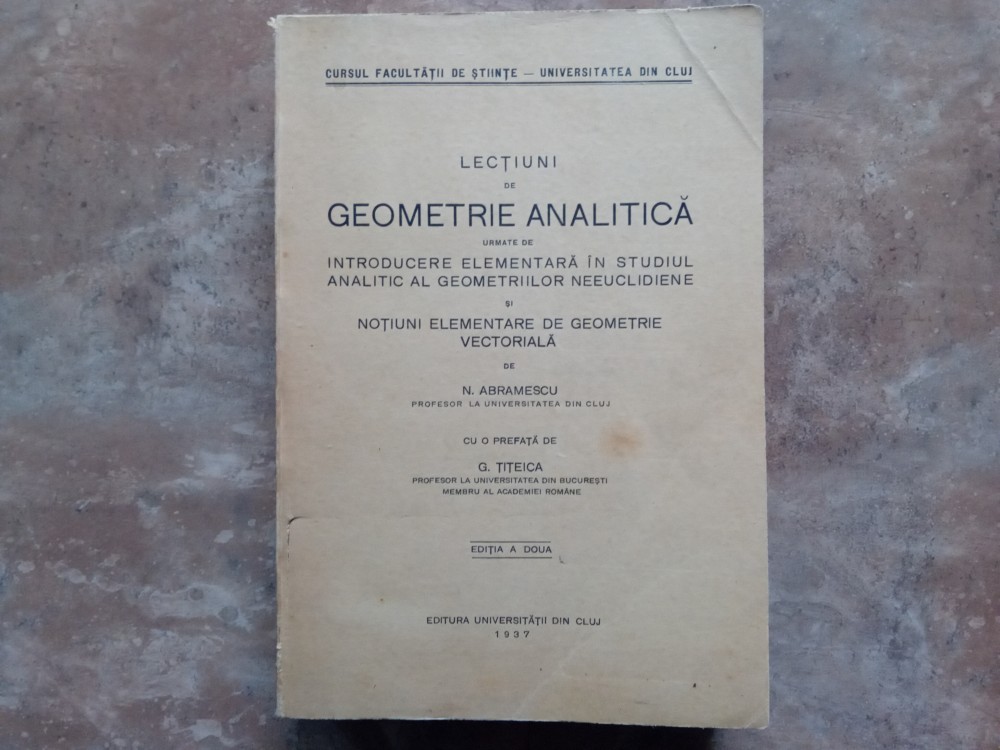 CURSUL FACULTĂȚII DE ȘTIINȚE — UNIVERSITATEA DIN CLUJ
LECȚIUNI
DE
GEOMETRIE ANALITICĂ
URMATE DE
INTRODUCERE ELEMENTARĂ ÎN STUDIUL
ANALITIC AL GEOMETRIILOR NEEUCLIDIENE
ȘI
NOȚIUNI ELEMENTARE DE GEOMETRIE
VECTORIALĂ
DE
N. ABRAMESCU
PROFESOR LA UNIVERSITATEA DIN CLUJ
CU O PREFAȚĂ DE
G. ȚIȚEICA
PROFESOR LA UNIVERSITATEA DIN BUCUREȘTI
MEMBRU AL ACADEMIEI ROMÂNE
EDIȚIA A DOUA
EDITURA UNIVERSITĂȚII DIN CLUJ
1937